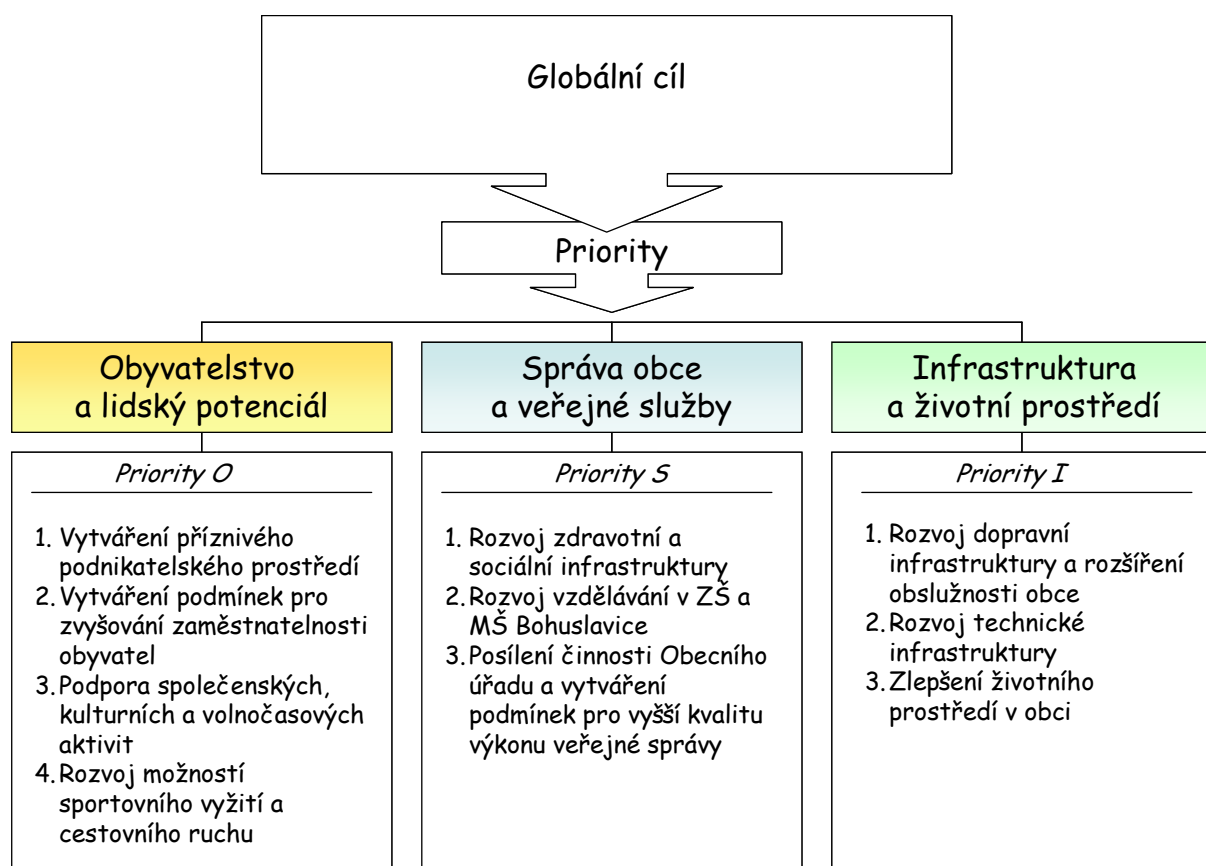 Globální cíl
Priority
Obyvatelstvo
a lidský potenciál
Priority O
1. Vytváření příznivého
podnikatelského prostředí
2. Vytváření podmínek pro
zvyšování zaměstnatelnosti
obyvatel
3. Podpora společenských,
kulturních a volnočasových
aktivit
4. Rozvoj možností
sportovního vyžití a
cestovního ruchu
Správa obce
a veřejné služby
Priority S
1. Rozvoj zdravotní a
sociální infrastruktury
2. Rozvoj vzdělávání v ZŠ a
MŠ Bohuslavice
3. Posílení činnosti Obecního
úřadu a vytváření
podmínek pro vyšší kvalitu
výkonu veřejné správy
Infrastruktura
a životní prostředí
Priority I
1. Rozvoj dopravní
infrastruktury a rozšíření
obslužnosti obce
2. Rozvoj technické
infrastruktury
3. Zlepšení životního
prostředí v obci